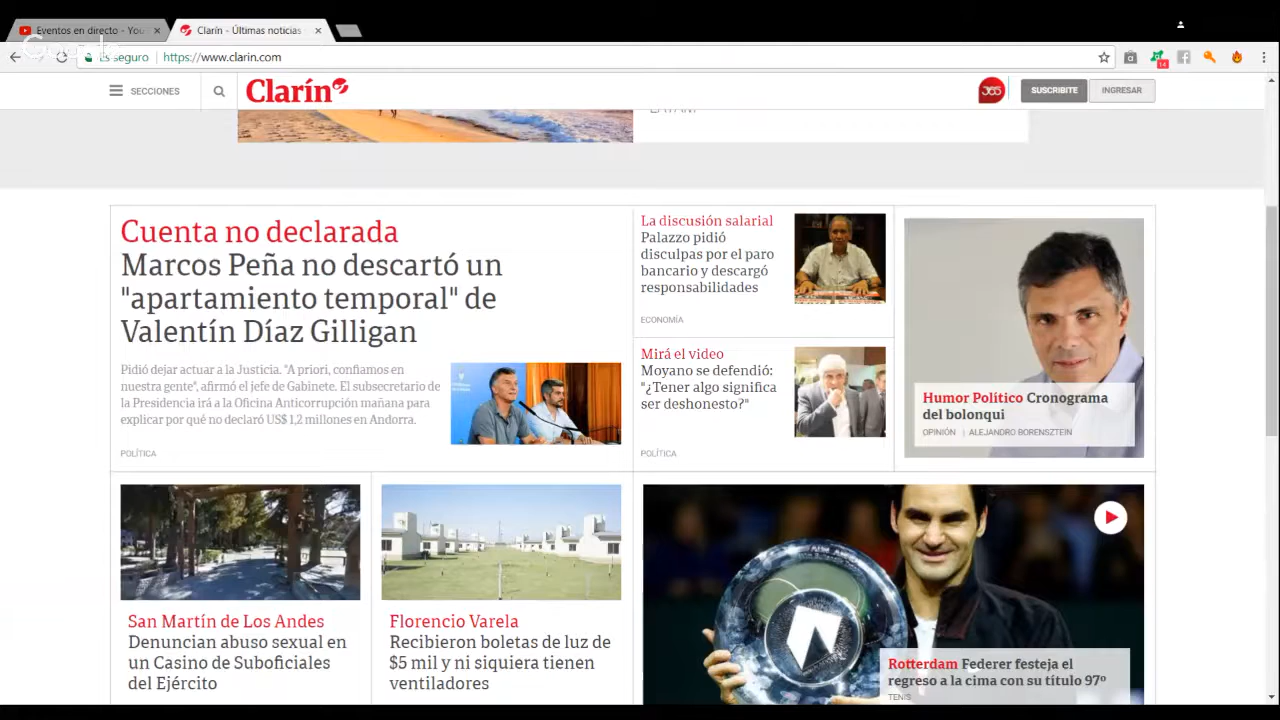 Eventos en directo - You
Clarín - Últimas noticias
Es seguro
https://www.clarin.com
SECCIONES
Clarín
365
SUSCRIBITE
INGRESAR
Cuenta no declarada
Marcos Peña no descartó un
"apartamiento temporal" de
Valentín Díaz Gilligan
Pidió dejar actuar a la Justicia. "A priori, confiamos en
nuestra gente", afirmó el jefe de Gabinete. El subsecretario de
la Presidencia irá a la Oficina Anticorrupción mañana para
explicar por qué no declaró US$ 1,2 millones en Andorra.
POLÍTICA
La discusión salarial
Palazzo pidió
disculpas por el paro
bancario y descargó
responsabilidades
ECONOMÍA
Mirá el video
Moyano se defendió:
"¿Tener algo significa
ser deshonesto?"
POLÍTICA
Humor Político Cronograma
del bolonqui
OPINIÓN | ALEJANDRO BORENSZTEIN
San Martín de Los Andes
Denuncian abuso sexual en
un Casino de Suboficiales
del Ejército
Florencio Varela
Recibieron boletas de luz de
$5 mil y ni siquiera tienen
ventiladores
Rotterdam Federer festeja el
regreso a la cima con su título 97º
TENIS